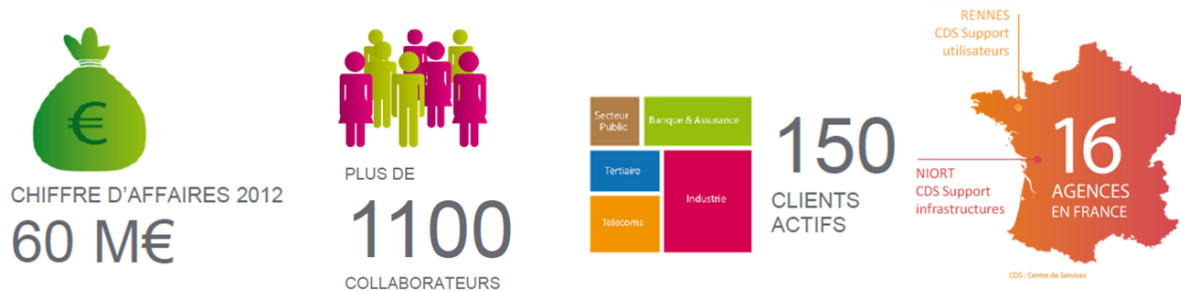 €
CHIFFRE D'AFFAIRES 2012
60 M€
PLUS DE
1100
COLLABORATEURS
Secteur
Public
Banque & Assurance
Tertiaire
Industrie
Telecoms
150
CLIENTS
ACTIFS
RENNES
CDS Support
utilisateurs
16
AGENCES
EN FRANCE
NIORT
CDS Support
infrastructures
CDS : Centre de Services